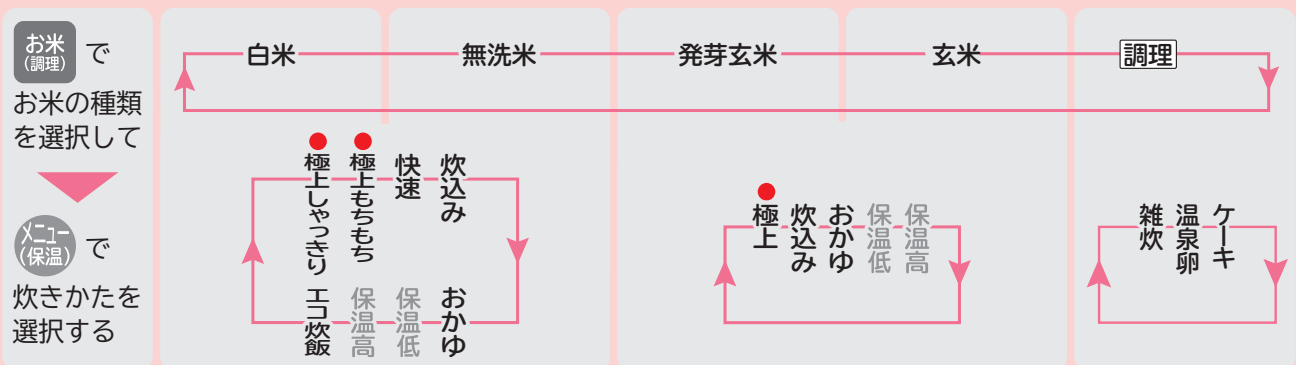 お米
(調理)
で
お米の種類
を選択して
メニュー
(保温)
で
炊きかたを
選択する
白米
無洗米
発芽玄米
玄米
調理
極上しゃっきり
極上もちもち
快速
炊込み
エコ炊飯
保温高
保温低
おかゆ
極上
炊込み
おかゆ
保温低
保温高
雑炊
温泉卵
ケーキ